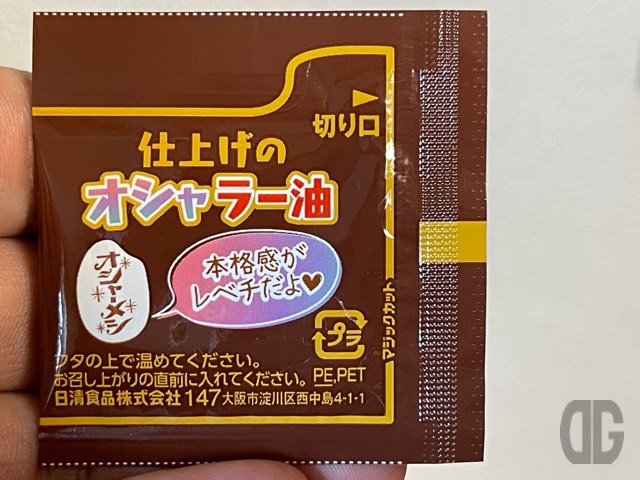 切り口
仕上げの
オシャラー油
本格感が
レベチだよ♥
オシャーメシ
マジックカット
プラ
フタの上で温めてください。
お召し上がりの直前に入れてください。 PE,PET
日清食品株式会社 147 大阪市淀川区西中島4-1-1
DG